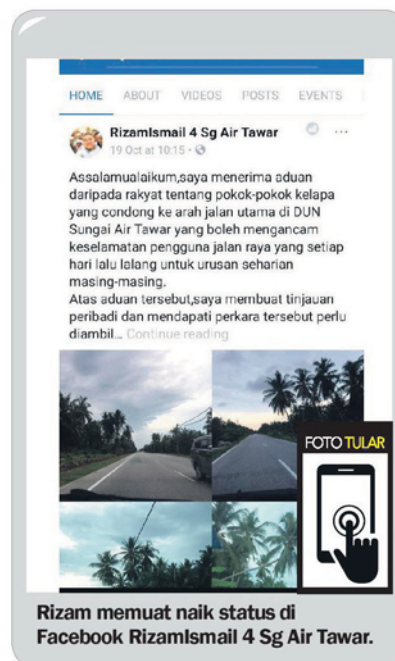 HOME ABOUT VIDEOS POSTS EVENTS
RizamIsmail 4 Sg Air Tawar
19 Oct at 10:15
Assalamualaikum,saya menerima aduan
daripada rakyat tentang pokok-pokok kelapa
yang condong ke arah jalan utama di DUN
Sungai Air Tawar yang boleh mengancam
keselamatan pengguna jalan raya yang setiap
hari lalu lalang untuk urusan seharian
masing-masing.
Atas aduan tersebut,saya membuat tinjauan
peribadi dan mendapati perkara tersebut perlu
diambil... Continue reading
FOTO TULAR
Rizam memuat naik status di
Facebook RizamIsmail 4 Sg Air Tawar.